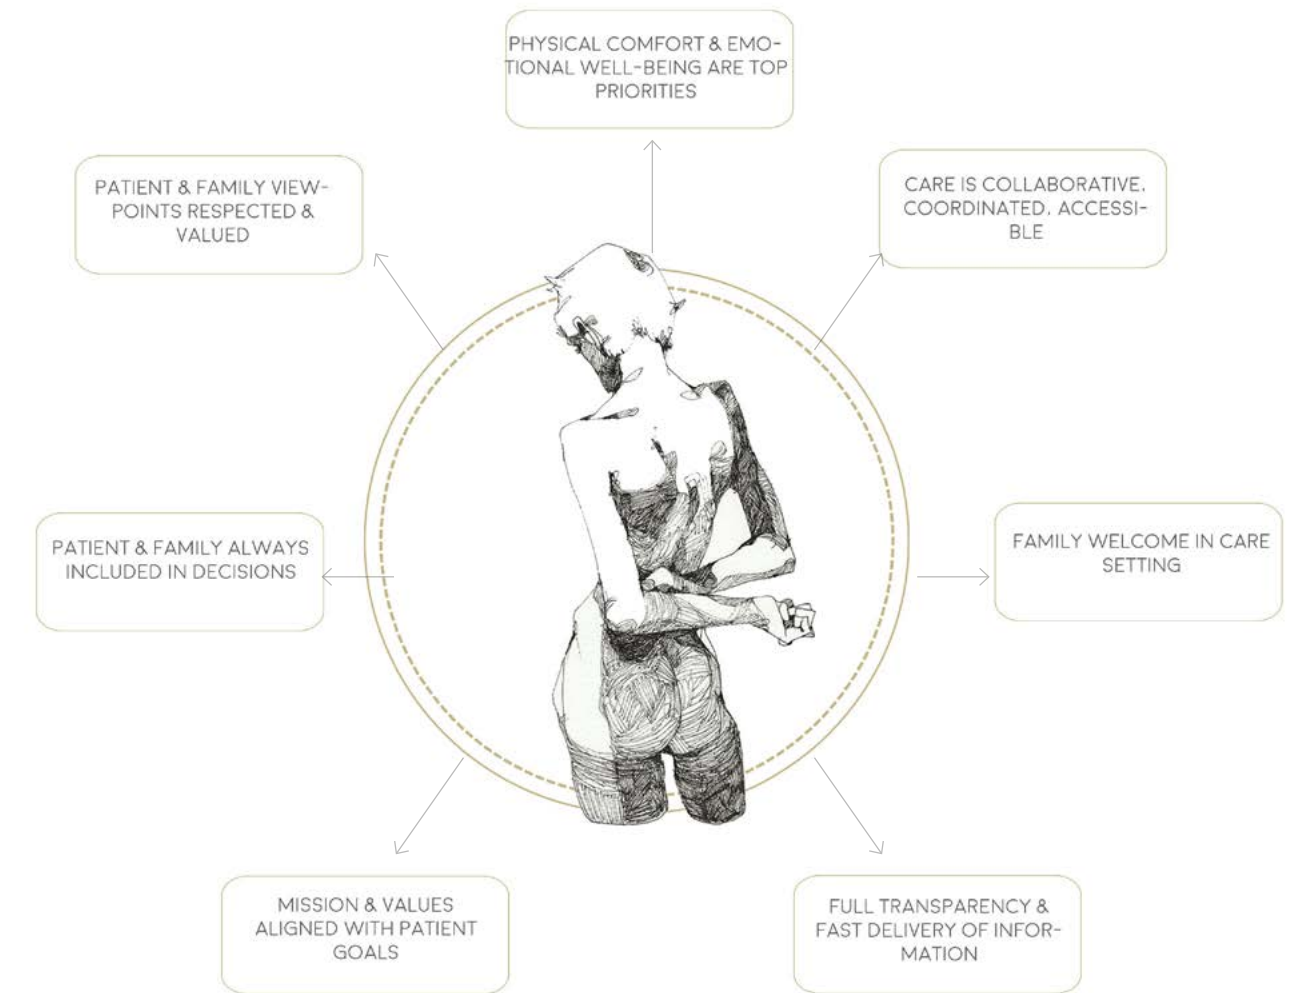 PHYSICAL COMFORT & EMO-
TIONAL WELL-BEING ARE TOP
PRIORITIES
PATIENT & FAMILY VIEW-
POINTS RESPECTED &
VALUED
CARE IS COLLABORATIVE,
COORDINATED, ACCESSI-
BLE
PATIENT & FAMILY ALWAYS
INCLUDED IN DECISIONS
FAMILY WELCOME IN CARE
SETTING
MISSION & VALUES
ALIGNED WITH PATIENT
GOALS
FULL TRANSPARENCY &
FAST DELIVERY OF INFOR-
MATION